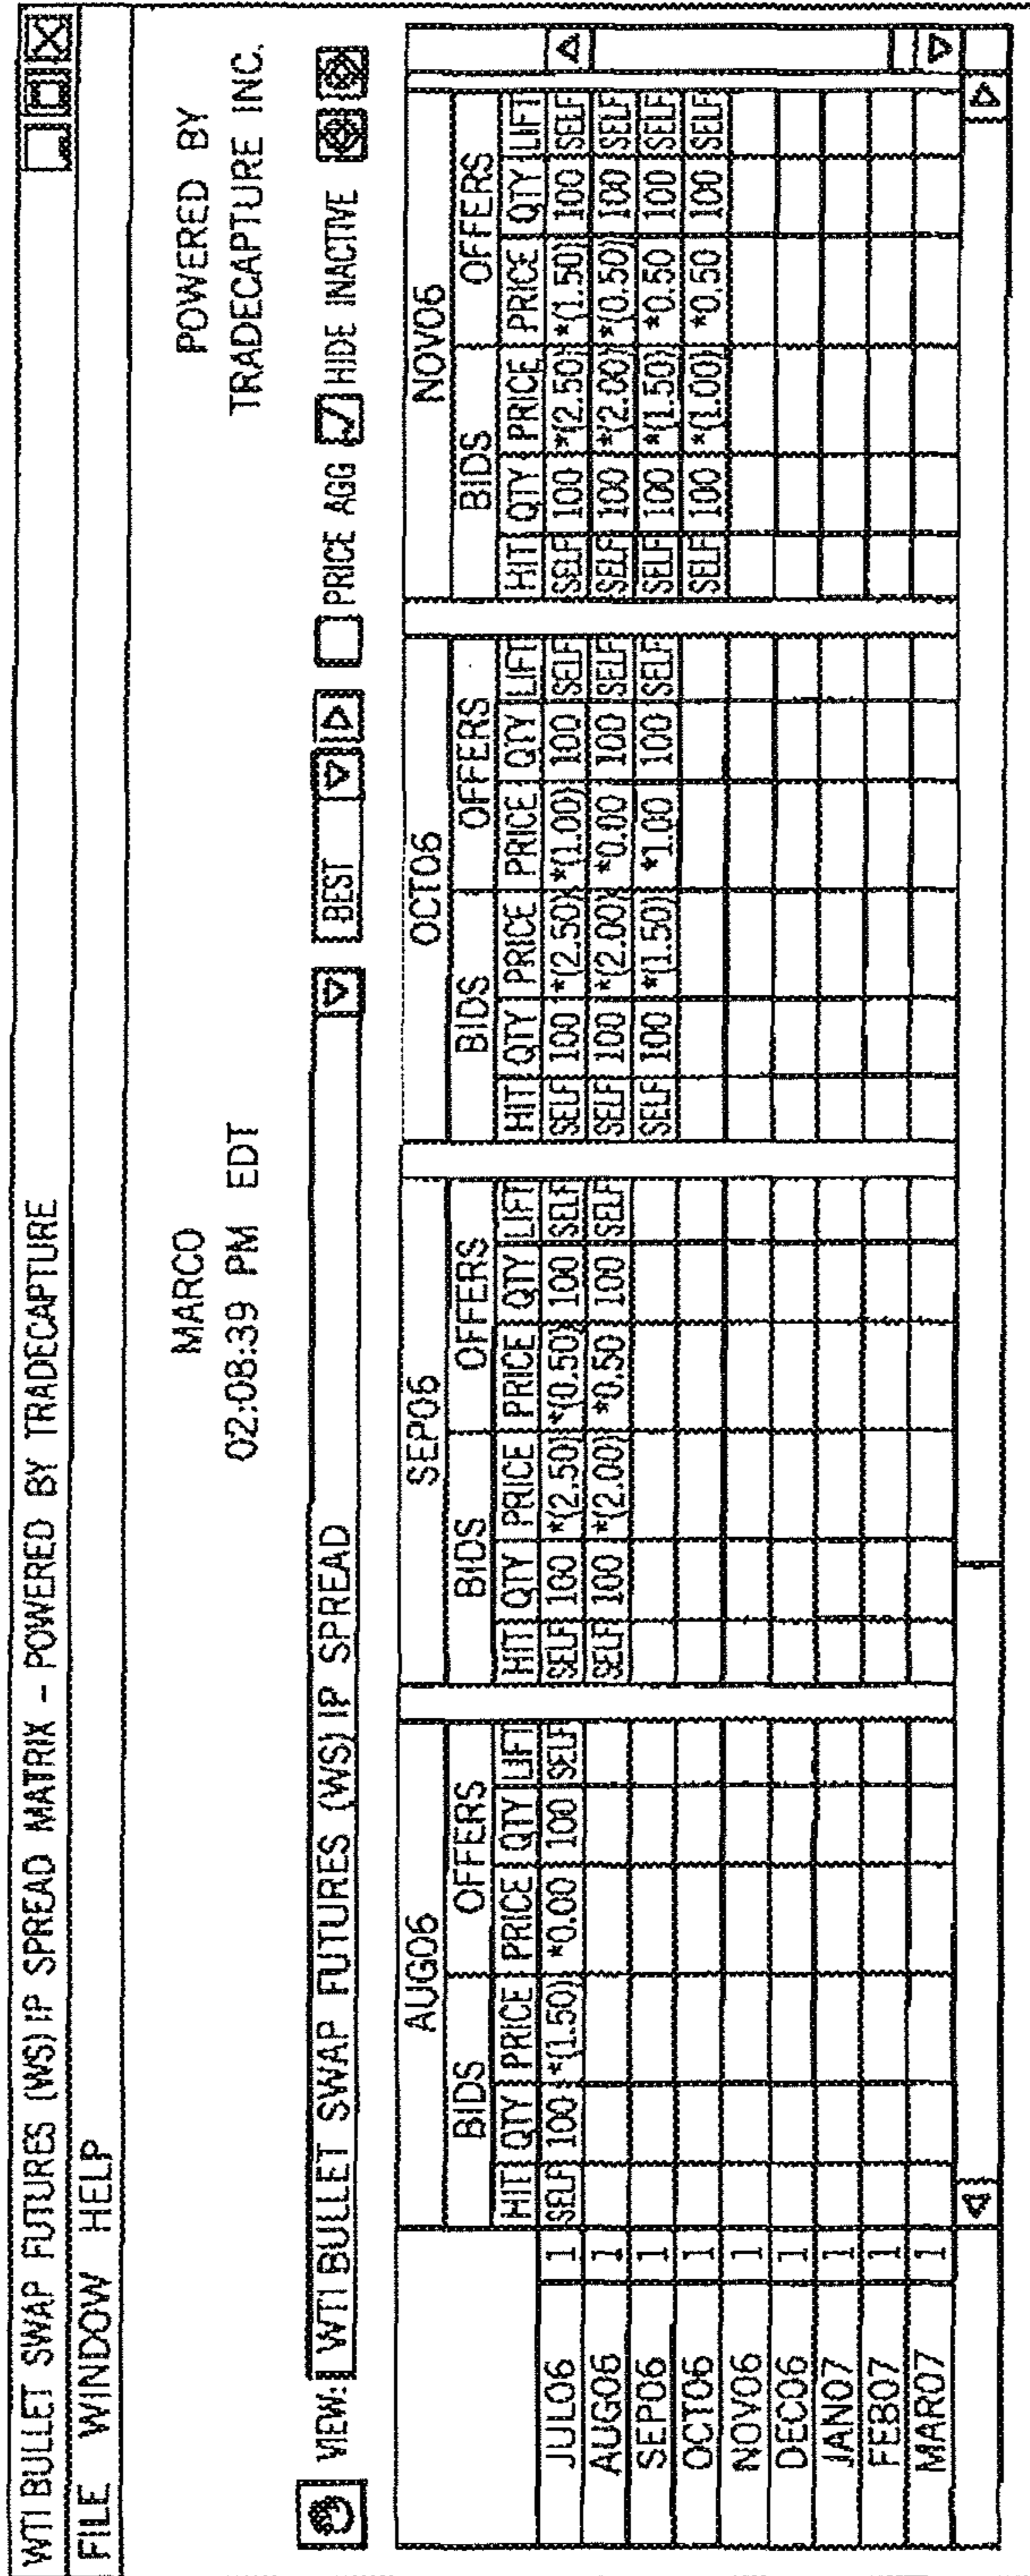 WTI BULLET SWAP FUTURES (WS) IP SPREAD MATRIX - POWERED BY TRADECAPTURE
FILE WINDOW HELP
MARCO POWERED BY
02:08:39 PM EDT TRADECAPTURE INC.
VIEW: WTI BULLET SWAP FUTURES (WS) IP SPREAD BEST PRICE AGG HIDE INACTIVE
AUG06 SEP06 OCT06 NOV06
BIDS OFFERS BIDS OFFERS BIDS OFFERS BIDS OFFERS
HIT QTY PRICE PRICE QTY LIFT HIT QTY PRICE PRICE QTY LIFT HIT QTY PRICE PRICE QTY LIFT HIT QTY PRICE PRICE QTY LIFT
JUL06 1 SELF 100 *(1.50) *0.00 100 SELF SELF 100 *(2.50) *(0.50) 100 SELF SELF 100 *(2.50) *(1.00) 100 SELF SELF 100 *(2.50) *(1.50) 100 SELF
AUG06 1 SELF 100 *(2.00) *0.50 100 SELF SELF 100 *(2.00) *0.00 100 SELF SELF 100 *(2.00) *(0.50) 100 SELF
SEP06 1 SELF 100 *(1.50) *1.00 100 SELF SELF 100 *(1.50) *0.50 100 SELF
OCT06 1 SELF 100 *(1.00) *0.50 100 SELF
NOV06 1
DEC06 1
JAN07 1
FEB07 1
MAR07 1